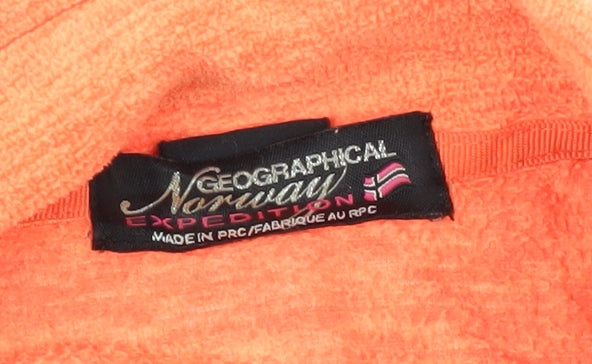 GEOGRAPHICAL
Norway
EXPEDITION
MADE IN PRC/FABRIQUE AU RPC